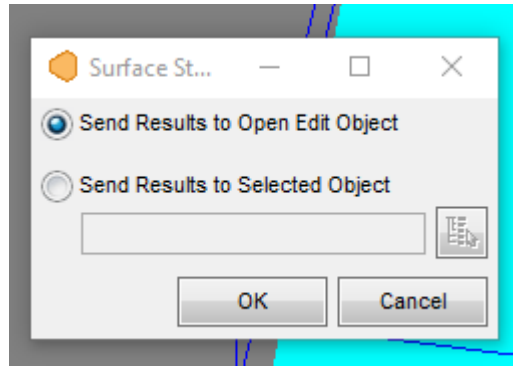 Surface St...
Send Results to Open Edit Object
Send Results to Selected Object
OK
Cancel